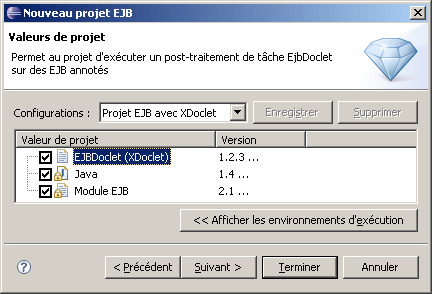 Nouveau projet EJB
Valeurs de projet
Permet au projet d'exécuter un post-traitement de tâche EjbDoclet
sur des EJB annotés
Configurations : Projet EJB avec XDoclet Enregistrer Supprimer
Valeur de projet Version
EJBDoclet (XDoclet) 1.2.3 ...
Java 1.4 ...
Module EJB 2.1 ...
<< Afficher les environnements d'exécution
? < Précédent Suivant > Terminer Annuler